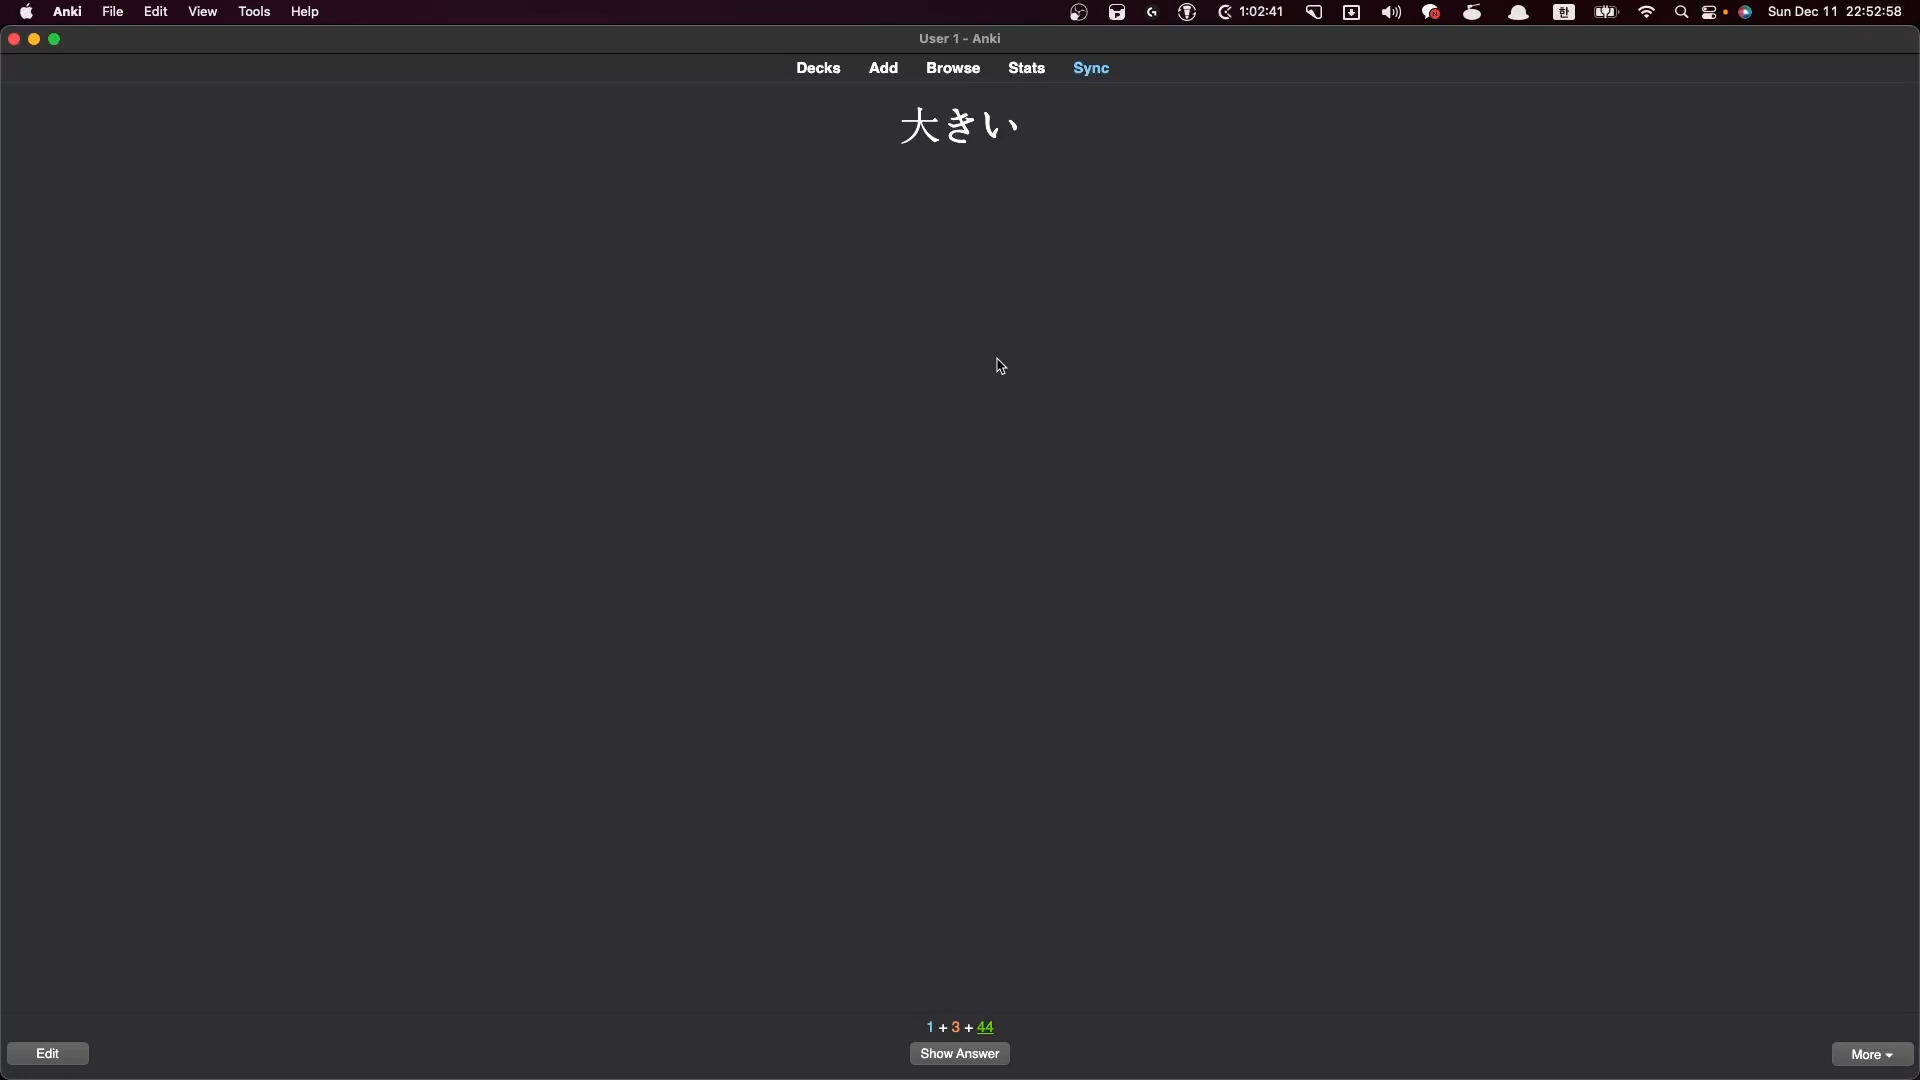 Anki File Edit View Tools Help 1:02:41 한 Sun Dec 11 22:52:58
User 1 - Anki
Decks Add Browse Stats Sync
大きい
1 + 3 + 44
Edit Show Answer More